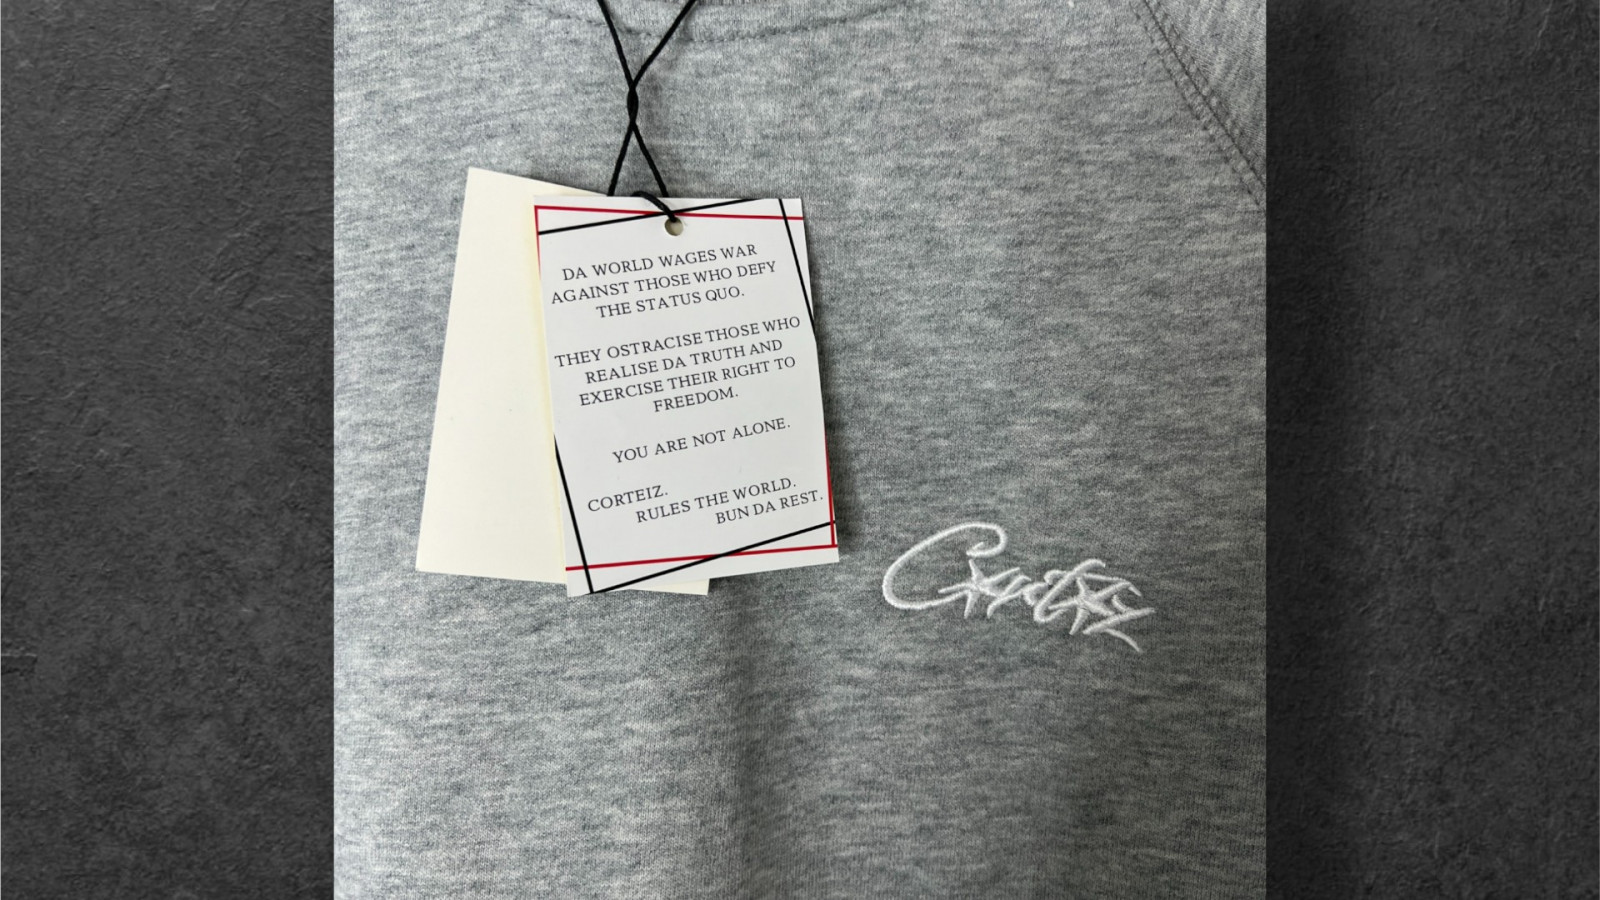 DA WORLD WAGES WAR
AGAINST THOSE WHO DEFY
THE STATUS QUO.
THEY OSTRACISE THOSE WHO
REALISE DA TRUTH AND
EXERCISE THEIR RIGHT TO
FREEDOM.
YOU ARE NOT ALONE.
CORTEIZ.
RULES THE WORLD.
BUN DA REST.
Corteiz